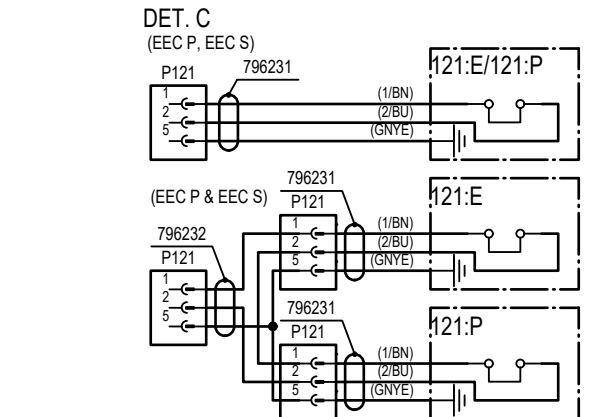 DET. C
(EEC P, EEC S)
P121
796231
121:E/121:P
1
(1/BN)
2
(2/BU)
5
(GNYE)
(EEC P & EEC S)
796231
P121
121:E
1
(1/BN)
2
(2/BU)
5
(GNYE)
796232
P121
1
2
5
796231
P121
121:P
1
(1/BN)
2
(2/BU)
5
(GNYE)